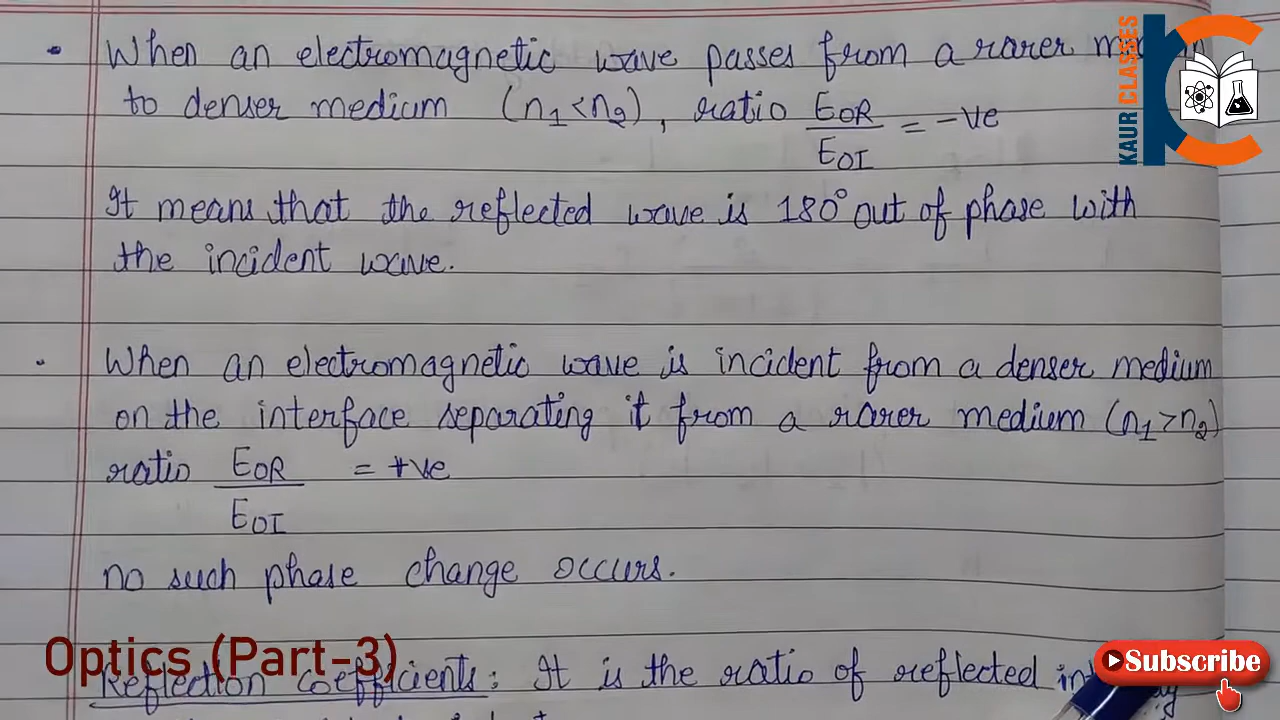 When an electromagnetic wave passes from a rarer
to denser medium (n1<n2), ratio EOR/EOI = -ve
It means that the reflected wave is 180° out of phase with
the incident wave.
When an electromagnetic wave is incident from a denser medium
on the interface separating it from a rarer medium (n1>n2)
ratio EOR/EOI = +ve
no such phase change occurs.
Reflection coefficients: It is the ratio of reflected
Optics (Part-3)
Subscribe
KAUR CLASSES